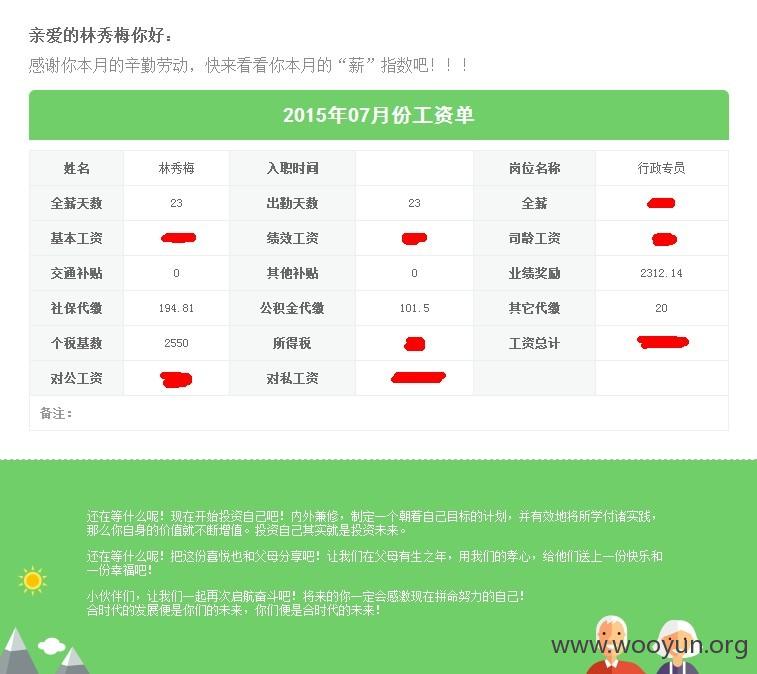 亲爱的林秀梅你好：
感谢你本月的辛勤劳动，快来看看你本月的“薪”指数吧！！！
2015年07月份工资单
姓名 林秀梅 入职时间 岗位名称 行政专员
全薪天数 23 出勤天数 23 全薪
基本工资 绩效工资 司龄工资
交通补贴 0 其他补贴 0 业绩奖励 2312.14
社保代缴 194.81 公积金代缴 101.5 其它代缴 20
个税基数 2550 所得税 工资总计
对公工资 对私工资
备注：
还在等什么呢！现在开始投资自己吧！内外兼修，制定一个朝着自己目标的计划，并有效地将所学付诸实践，
那么你自身的价值就不断增值。投资自己其实就是投资未来。
还在等什么呢！把这份喜悦也和父母分享吧！让我们在父母有生之年，用我们的孝心，给他们送上一份快乐和
一份幸福吧！
小伙伴们，让我们一起再次启航奋斗吧！将来的你一定会感激现在拼命努力的自己！
合时代的发展便是你们的未来，你们便是合时代的未来！
www.wooyun.org